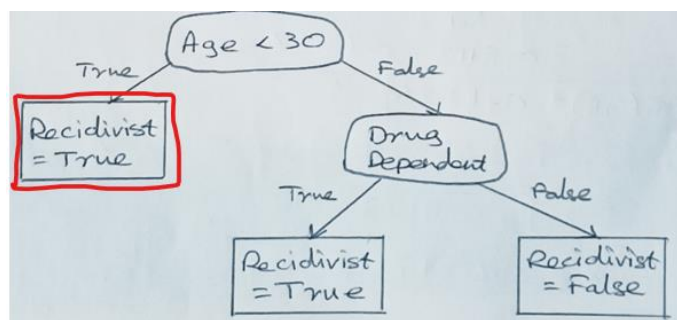 Age < 30
True
False
Recidivist
= True
Drug
Dependent
True
False
Recidivist
= True
Recidivist
= False